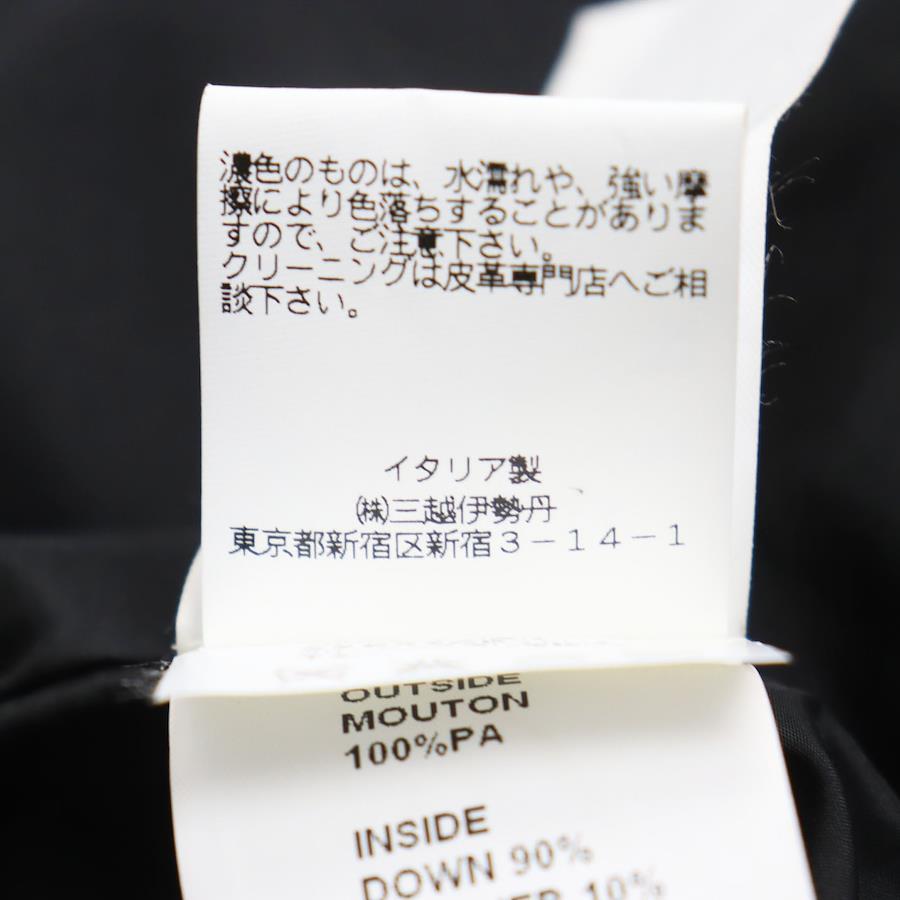 濃色のものは、水濡れや、強い摩
擦により色落ちすることがありま
すので、ご注意下さい。
クリーニングは皮革専門店へご相
談下さい。
イタリア製
㈱三越伊勢丹
東京都新宿区新宿３－１４－１
OUTSIDE
MOUTON
100%PA
INSIDE
DOWN 90%
10%